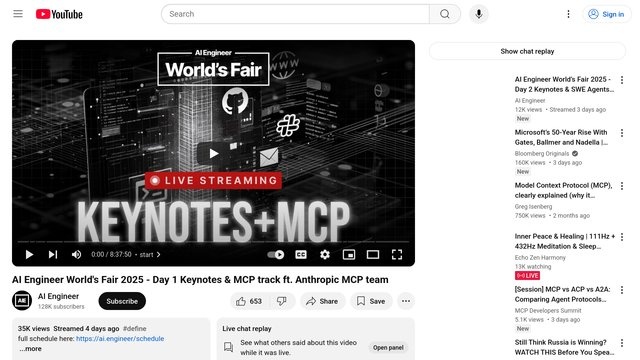 YouTube
Search
Sign in
AI Engineer
World's Fair
WWW
LIVE STREAMING
KEYNOTES+MCP
0:00 / 8:37:50 • start
AI Engineer World's Fair 2025 - Day 1 Keynotes & MCP track ft. Anthropic MCP team
AIE
AI Engineer
128K subscribers
Subscribe
653
Share
Save
35K views Streamed 4 days ago #define
full schedule here: https://ai.engineer/schedule
...more
Live chat replay
See what others said about this video
while it was live.
Open panel
Show chat replay
AI Engineer World's Fair 2025 -
Day 2 Keynotes & SWE Agents...
AI Engineer
12K views • Streamed 3 days ago
New
Microsoft's 50-Year Rise With
Gates, Ballmer and Nadella |...
Bloomberg Originals
160K views • 3 days ago
New
Model Context Protocol (MCP),
clearly explained (why it...
Greg Isenberg
750K views • 2 months ago
Inner Peace & Healing | 111Hz +
432Hz Meditation & Sleep...
Echo Zen Harmony
13K watching
LIVE
[Session] MCP vs ACP vs A2A:
Comparing Agent Protocols...
MCP Developers Summit
5.1K views • 3 days ago
New
Still Think Russia is Winning?
WATCH THIS Before You Spea...